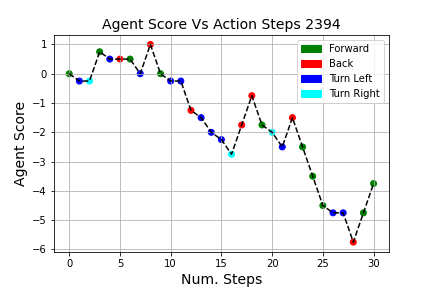 Agent Score Vs Action Steps 2394
Agent Score
1
0
−1
−2
−3
−4
−5
−6
Forward
Back
Turn Left
Turn Right
0 5 10 15 20 25 30
Num. Steps